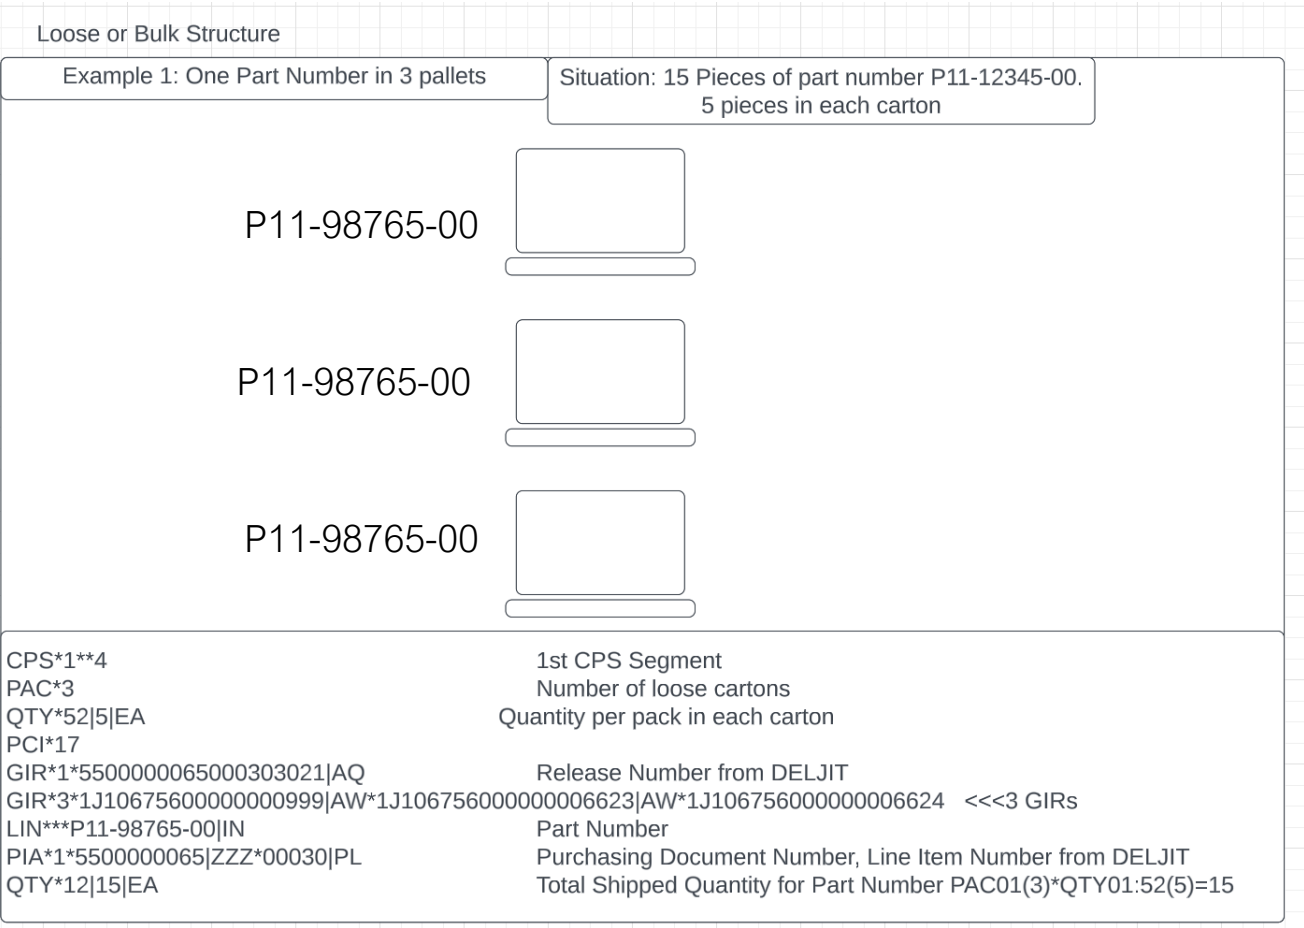 Loose or Bulk Structure
Example 1: One Part Number in 3 pallets
Situation: 15 Pieces of part number P11-12345-00.
5 pieces in each carton
P11-98765-00
P11-98765-00
P11-98765-00
CPS*1**4 1st CPS Segment
PAC*3 Number of loose cartons
QTY*52|5|EA Quantity per pack in each carton
PCI*17
GIR*1*5500000065000303021|AQ Release Number from DELJIT
GIR*3*1J10675600000000999|AW*1J106756000000006623|AW*1J106756000000006624 <<<3 GIRs
LIN***P11-98765-00|IN Part Number
PIA*1*5500000065|ZZZ*00030|PL Purchasing Document Number, Line Item Number from DELJIT
QTY*12|15|EA Total Shipped Quantity for Part Number PAC01(3)*QTY01:52(5)=15